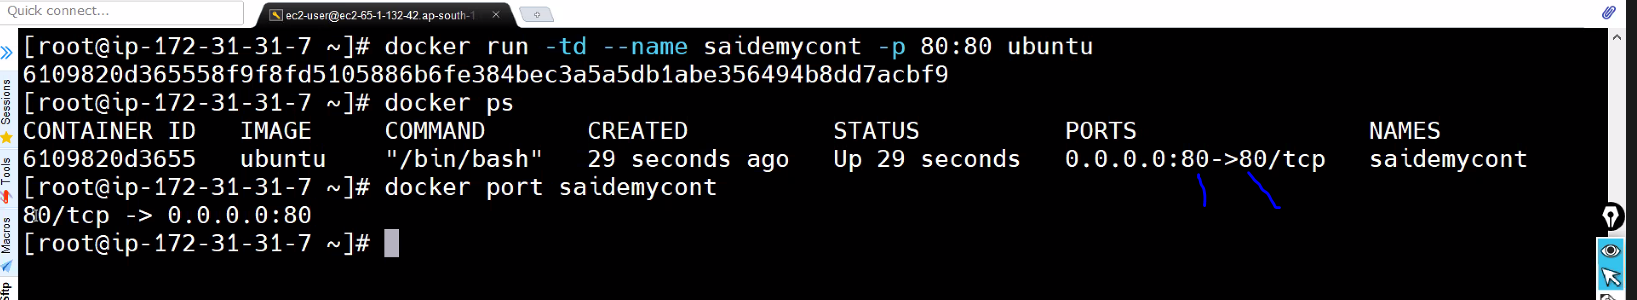 Quick connect...
ec2-user@ec2-65-1-132-42.ap-south-1
[root@ip-172-31-31-7 ~]# docker run -td --name saidemycont -p 80:80 ubuntu
6109820d365558f9f8fd5105886b6fe384bec3a5a5db1abe356494b8dd7acbf9
[root@ip-172-31-31-7 ~]# docker ps
CONTAINER ID IMAGE COMMAND CREATED STATUS PORTS NAMES
6109820d3655 ubuntu "/bin/bash" 29 seconds ago Up 29 seconds 0.0.0.0:80->80/tcp saidemycont
[root@ip-172-31-31-7 ~]# docker port saidemycont
80/tcp -> 0.0.0.0:80
[root@ip-172-31-31-7 ~]#
Sessions
Tools
Macros
Sftp